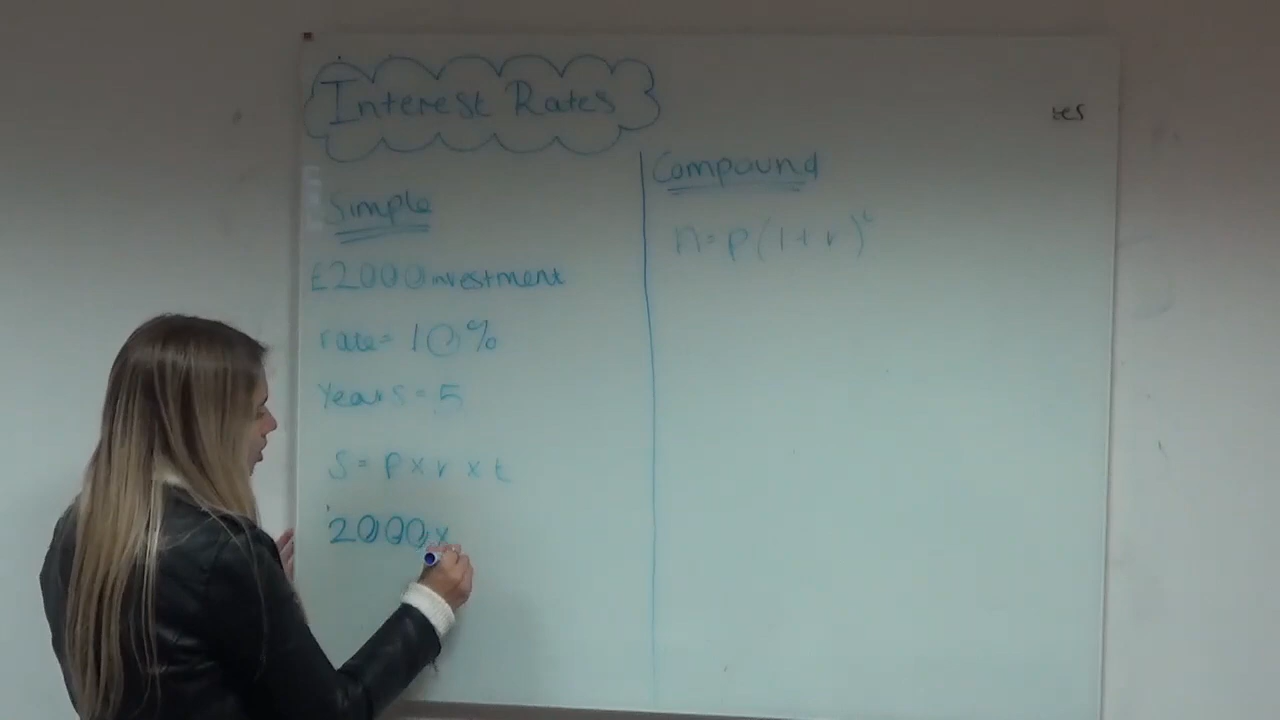 Interest Rates
Simple
£2000 investment
rate = 10%
Years = 5
S = P x r x t
2000 x
Compound
n = p(1 + r)^t